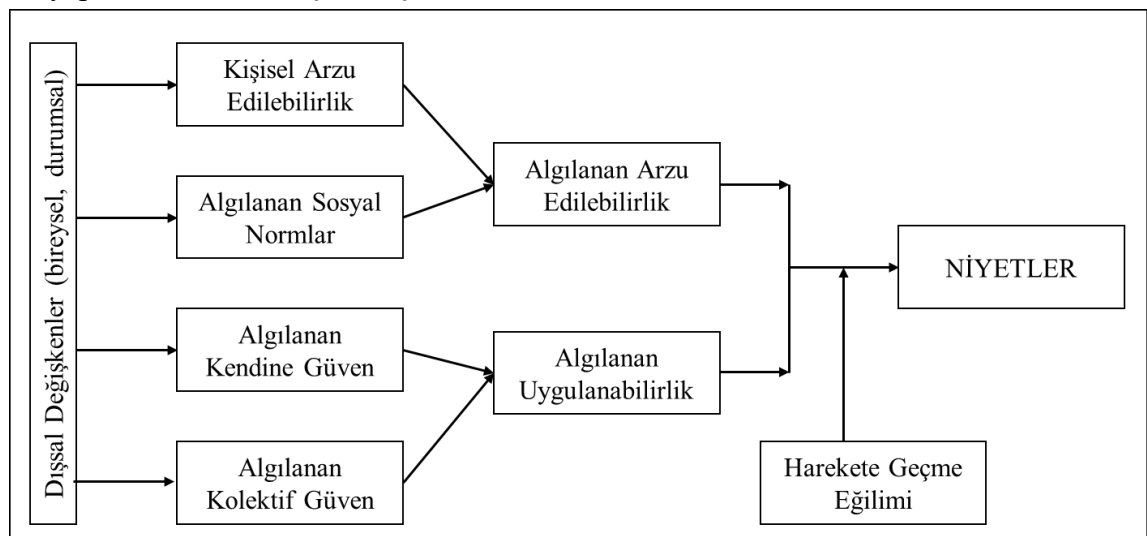 Dışsal Değişkenler (bireysel, durumsal)
Kişisel Arzu
Edilebilirlik
Algılanan Sosyal
Normlar
Algılanan
Kendine Güven
Algılanan
Kolektif Güven
Algılanan Arzu
Edilebilirlik
Algılanan
Uygulanabilirlik
NİYETLER
Harekete Geçme
Eğilimi